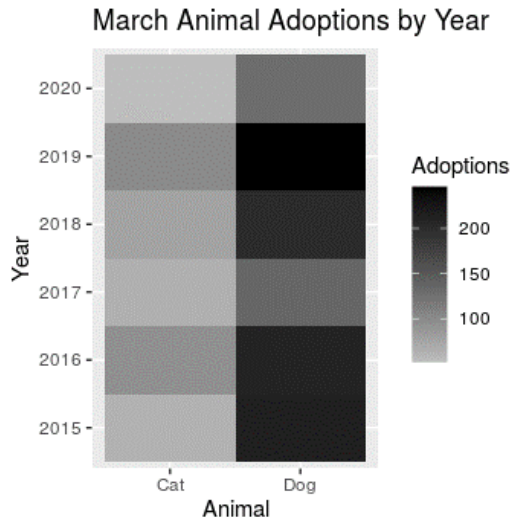 March Animal Adoptions by Year
Year
2020
2019
2018
2017
2016
2015
Cat Dog
Animal
Adoptions
200
150
100